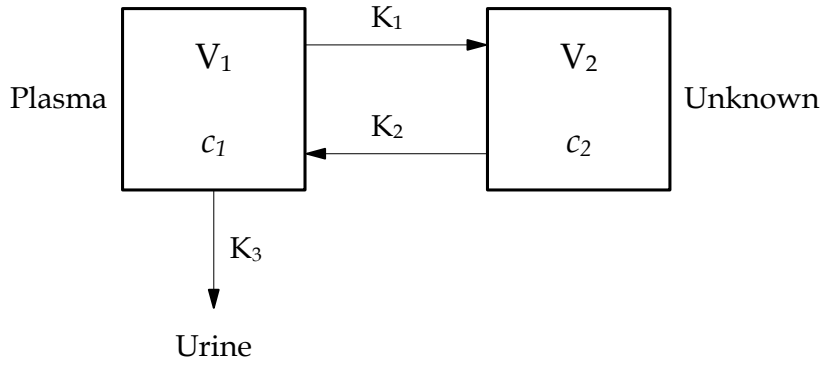 K₁
V₁
V₂
Plasma
Unknown
K₂
c₁
c₂
K₃
Urine